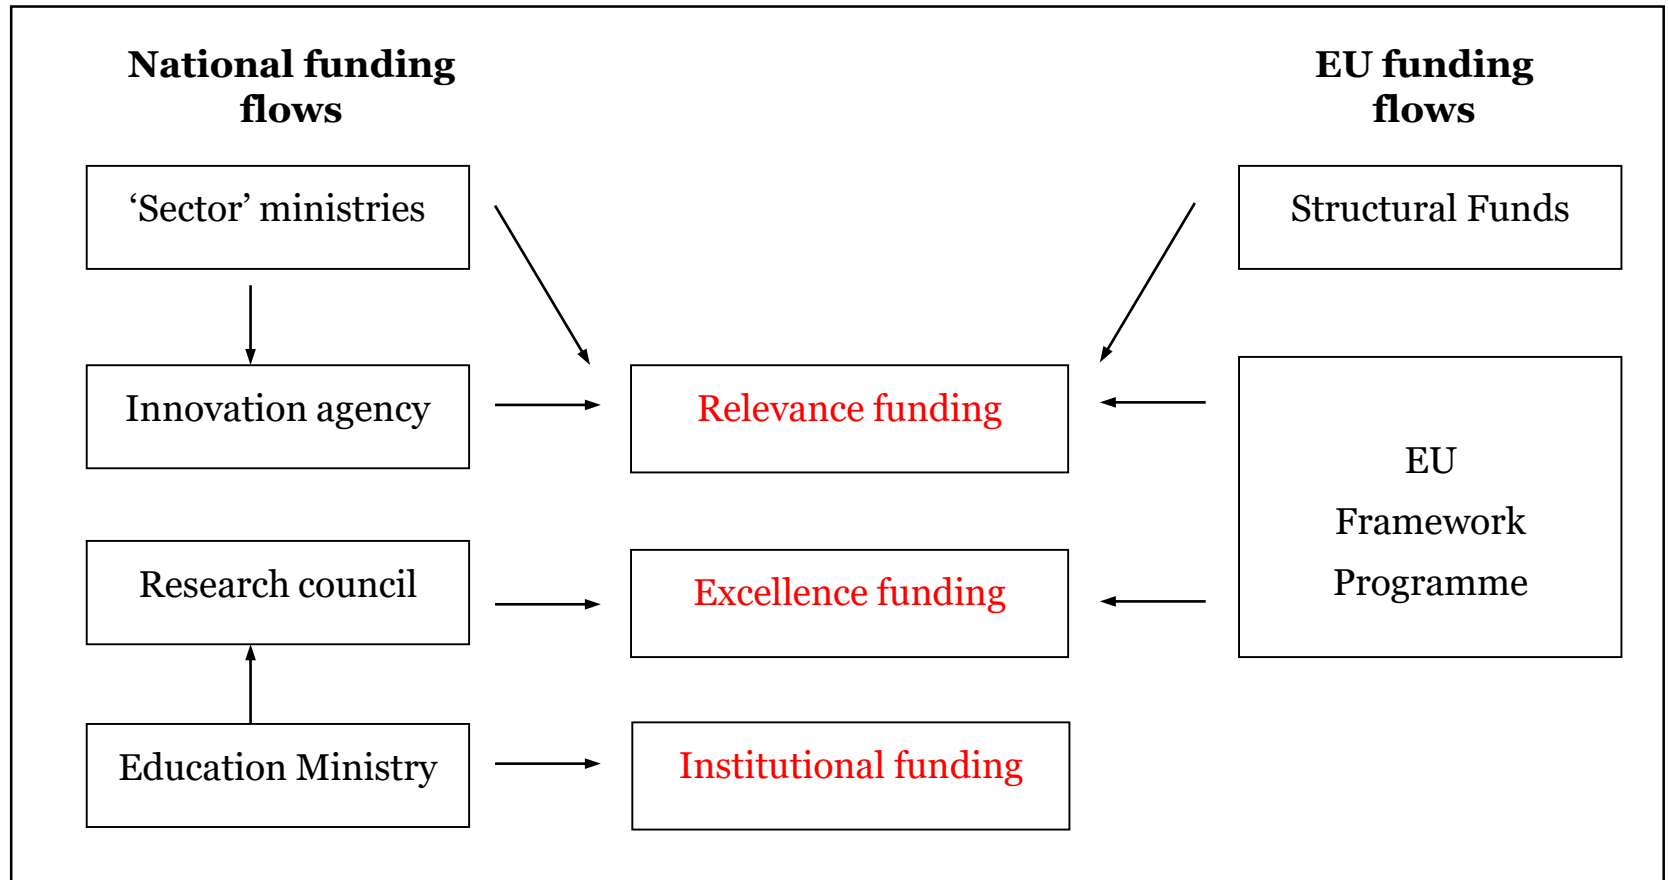 National funding
flows
EU funding
flows
‘Sector’ ministries
Structural Funds
Innovation agency
Relevance funding
EU
Framework
Programme
Research council
Excellence funding
Education Ministry
Institutional funding